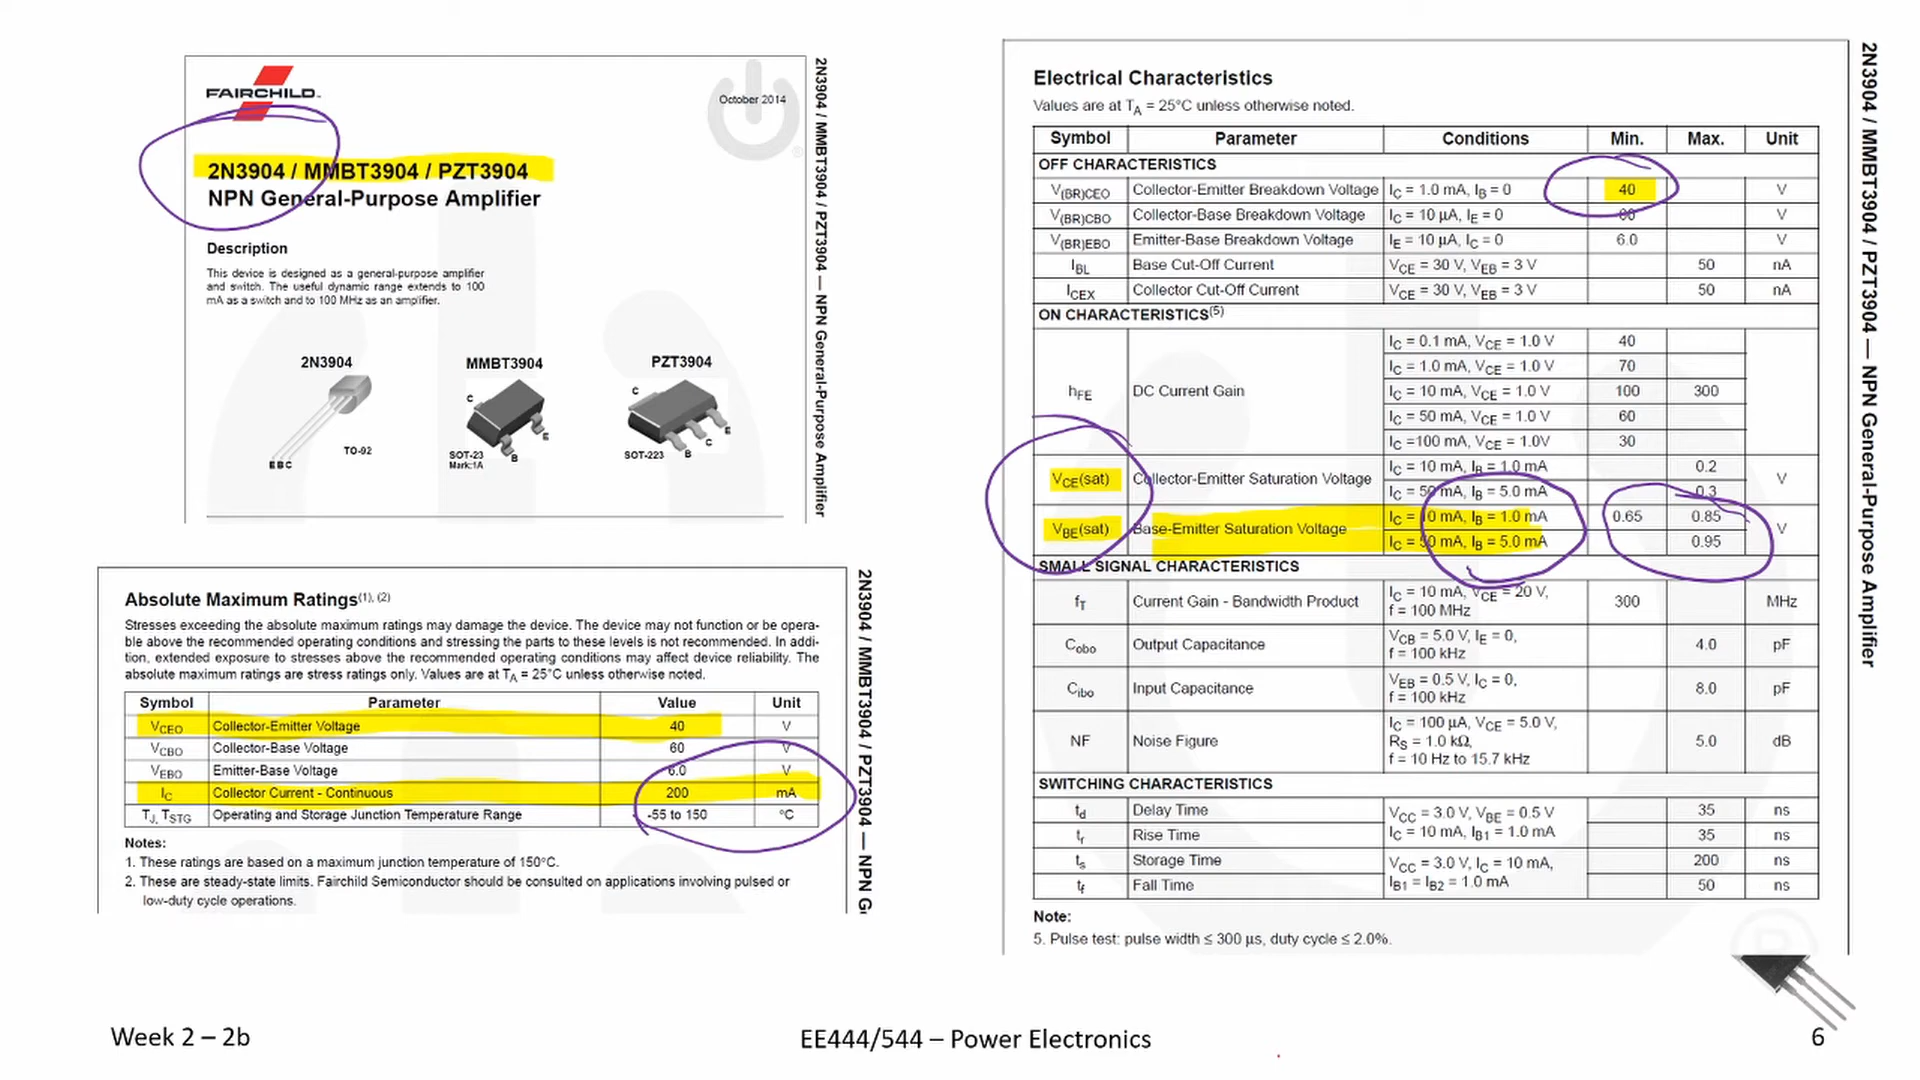 FAIRCHILD™
October 2014
2N3904 / MMBT3904 / PZT3904
NPN General-Purpose Amplifier
Description
This device is designed as a general-purpose amplifier
and switch. The useful dynamic range extends to 100
mA as a switch and to 100 MHz as an amplifier.
2N3904
MMBT3904
PZT3904
E B C
TO-92
C
E
B
SOT-23
Mark:1A
C
E
C
B
SOT-223
2N3904 / MMBT3904 / PZT3904 — NPN General-Purpose Amplifier
Absolute Maximum Ratings(1), (2)
Stresses exceeding the absolute maximum ratings may damage the device. The device may not function or be opera-
ble above the recommended operating conditions and stressing the parts to these levels is not recommended. In addi-
tion, extended exposure to stresses above the recommended operating conditions may affect device reliability. The
absolute maximum ratings are stress ratings only. Values are at TA = 25°C unless otherwise noted.
Symbol Parameter Value Unit
VCEO Collector-Emitter Voltage 40 V
VCBO Collector-Base Voltage 60 V
VEBO Emitter-Base Voltage 6.0 V
IC Collector Current - Continuous 200 mA
TJ, TSTG Operating and Storage Junction Temperature Range -55 to 150 °C
Notes:
1. These ratings are based on a maximum junction temperature of 150°C.
2. These are steady-state limits. Fairchild Semiconductor should be consulted on applications involving pulsed or
low-duty cycle operations.
2N3904 / MMBT3904 / PZT3904 — NPN G
Electrical Characteristics
Values are at TA = 25°C unless otherwise noted.
Symbol Parameter Conditions Min. Max. Unit
OFF CHARACTERISTICS
V(BR)CEO Collector-Emitter Breakdown Voltage IC = 1.0 mA, IB = 0 40 V
V(BR)CBO Collector-Base Breakdown Voltage IC = 10 μA, IE = 0 60 V
V(BR)EBO Emitter-Base Breakdown Voltage IE = 10 μA, IC = 0 6.0 V
IBL Base Cut-Off Current VCE = 30 V, VEB = 3 V 50 nA
ICEX Collector Cut-Off Current VCE = 30 V, VEB = 3 V 50 nA
ON CHARACTERISTICS(5)
hFE DC Current Gain
IC = 0.1 mA, VCE = 1.0 V 40
IC = 1.0 mA, VCE = 1.0 V 70
IC = 10 mA, VCE = 1.0 V 100 300
IC = 50 mA, VCE = 1.0 V 60
IC =100 mA, VCE = 1.0V 30
VCE(sat) Collector-Emitter Saturation Voltage V
IC = 10 mA, IB = 1.0 mA 0.2
IC = 50 mA, IB = 5.0 mA 0.3
VBE(sat) Base-Emitter Saturation Voltage V
IC = 10 mA, IB = 1.0 mA 0.65 0.85
IC = 50 mA, IB = 5.0 mA 0.95
SMALL SIGNAL CHARACTERISTICS
fT Current Gain - Bandwidth Product 300 MHz
IC = 10 mA, VCE = 20 V,
f = 100 MHz
Cobo Output Capacitance 4.0 pF
VCB = 5.0 V, IE = 0,
f = 100 kHz
Cibo Input Capacitance 8.0 pF
VEB = 0.5 V, IC = 0,
f = 100 kHz
NF Noise Figure 5.0 dB
IC = 100 μA, VCE = 5.0 V,
RS = 1.0 kΩ,
f = 10 Hz to 15.7 kHz
SWITCHING CHARACTERISTICS
td Delay Time VCC = 3.0 V, VBE = 0.5 V 35 ns
tr Rise Time IC = 10 mA, IB1 = 1.0 mA 35 ns
ts Storage Time VCC = 3.0 V, IC = 10 mA, 200 ns
tf Fall Time IB1 = IB2 = 1.0 mA 50 ns
Note:
5. Pulse test: pulse width ≤ 300 μs, duty cycle ≤ 2.0%.
2N3904 / MMBT3904 / PZT3904 — NPN General-Purpose Amplifier
Week 2 – 2b
EE444/544 – Power Electronics
6